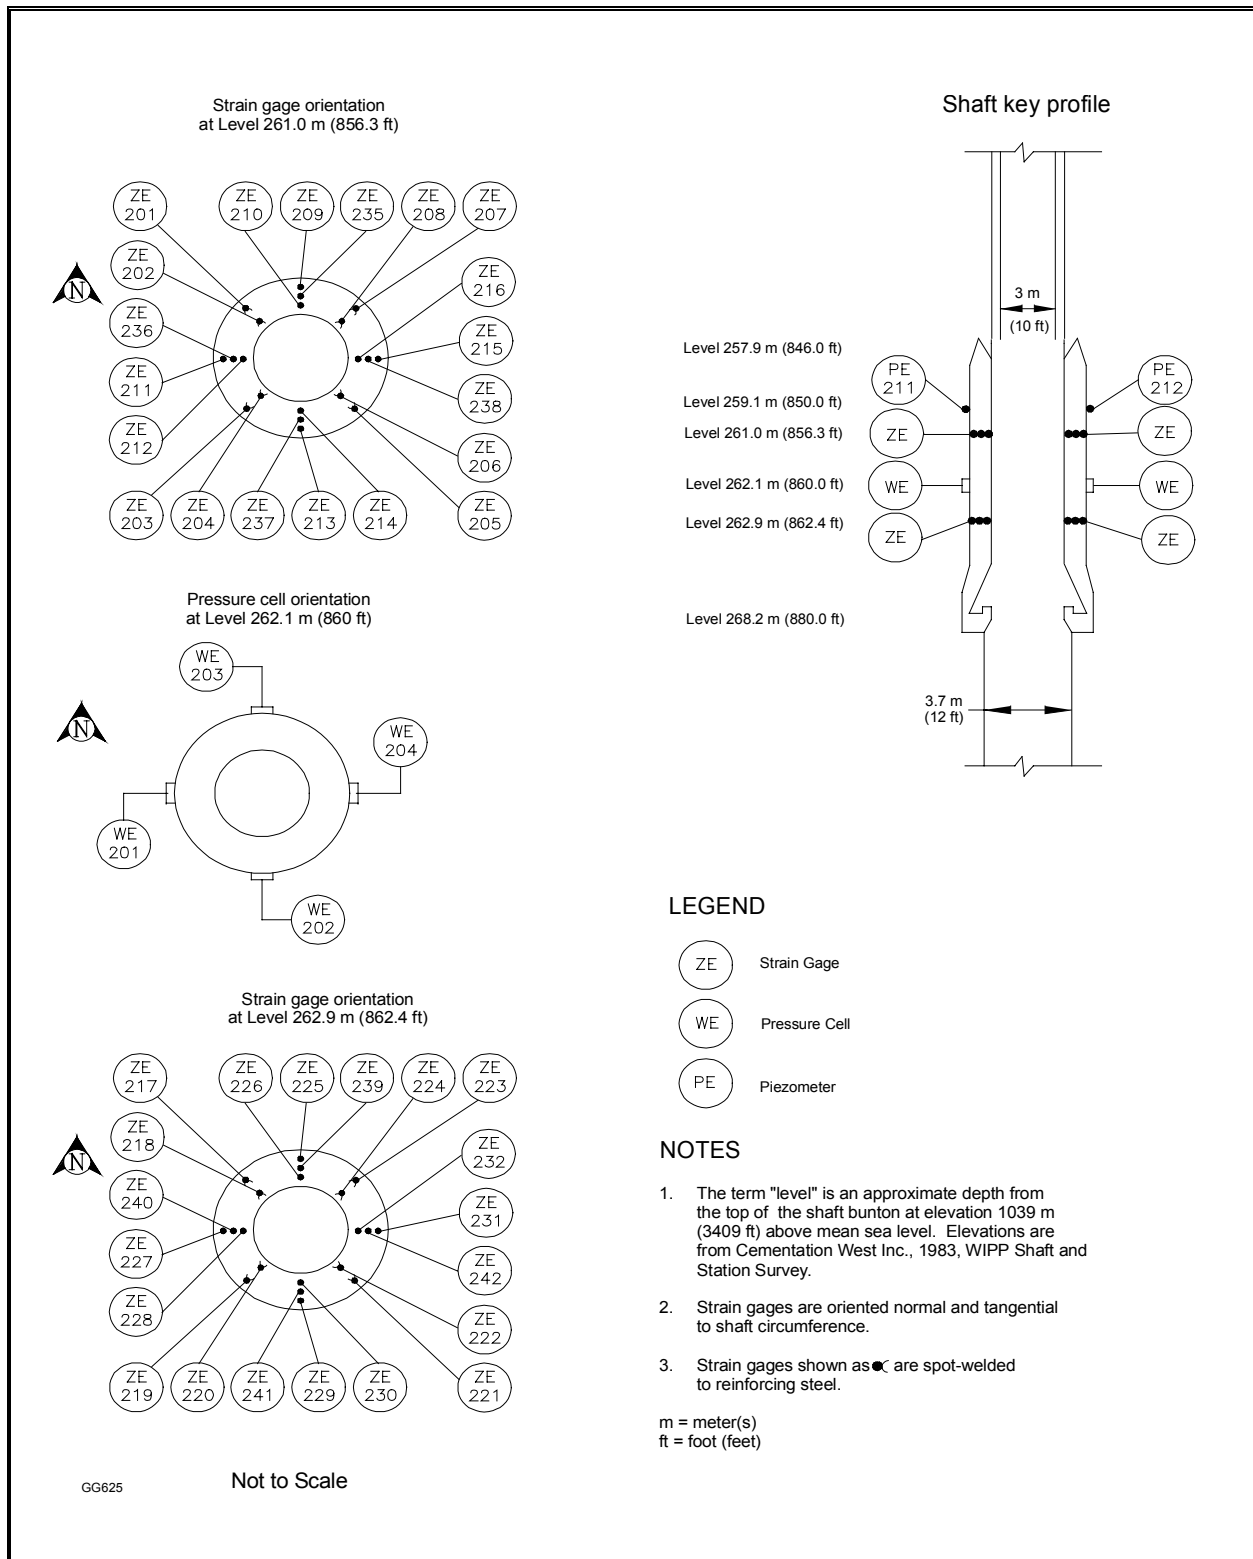 Strain gage orientation
at Level 261.0 m (856.3 ft)
ZE
201
ZE
210
ZE
209
ZE
235
ZE
208
ZE
207
ZE
202
ZE
216
N
ZE
236
ZE
215
ZE
211
ZE
238
ZE
212
ZE
206
ZE
203
ZE
204
ZE
237
ZE
213
ZE
214
ZE
205
Pressure cell orientation
at Level 262.1 m (860 ft)
WE
203
N
WE
204
WE
201
WE
202
Strain gage orientation
at Level 262.9 m (862.4 ft)
ZE
217
ZE
226
ZE
225
ZE
239
ZE
224
ZE
223
ZE
218
ZE
232
N
ZE
240
ZE
231
ZE
227
ZE
242
ZE
228
ZE
222
ZE
219
ZE
220
ZE
241
ZE
229
ZE
230
ZE
221
GG625
Not to Scale
Shaft key profile
3 m
(10 ft)
Level 257.9 m (846.0 ft)
PE
211
PE
212
Level 259.1 m (850.0 ft)
Level 261.0 m (856.3 ft)
ZE
ZE
Level 262.1 m (860.0 ft)
WE
WE
Level 262.9 m (862.4 ft)
ZE
ZE
Level 268.2 m (880.0 ft)
3.7 m
(12 ft)
LEGEND
ZE Strain Gage
WE Pressure Cell
PE Piezometer
NOTES
1. The term "level" is an approximate depth from
the top of the shaft bunton at elevation 1039 m
(3409 ft) above mean sea level. Elevations are
from Cementation West Inc., 1983, WIPP Shaft and
Station Survey.
2. Strain gages are oriented normal and tangential
to shaft circumference.
3. Strain gages shown as are spot-welded
to reinforcing steel.
m = meter(s)
ft = foot (feet)